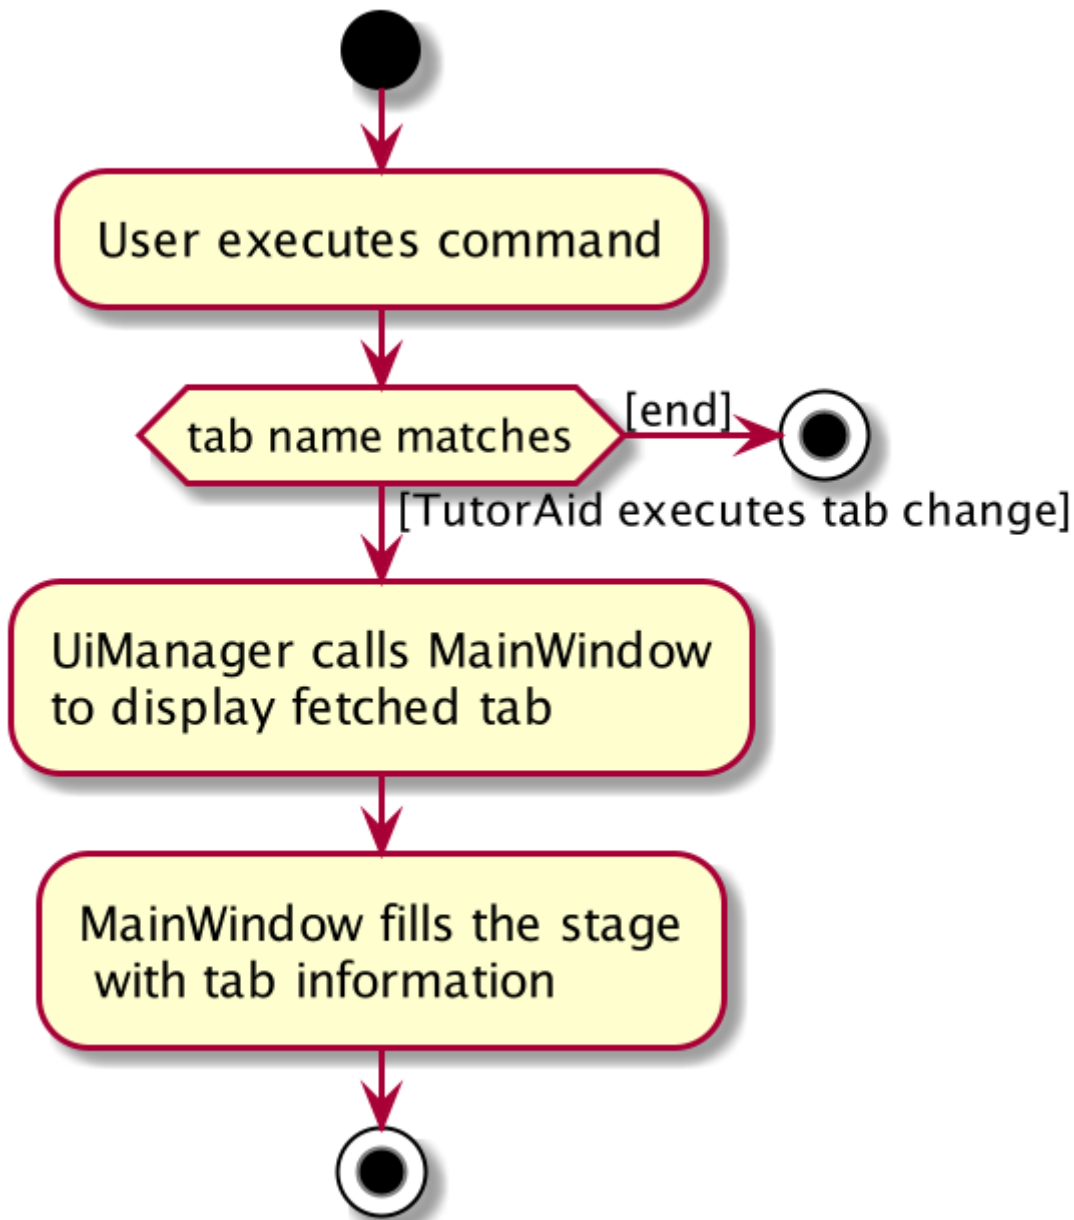 User executes command
tab name matches
[end]
[TutorAid executes tab change]
UiManager calls MainWindow
to display fetched tab
MainWindow fills the stage
with tab information